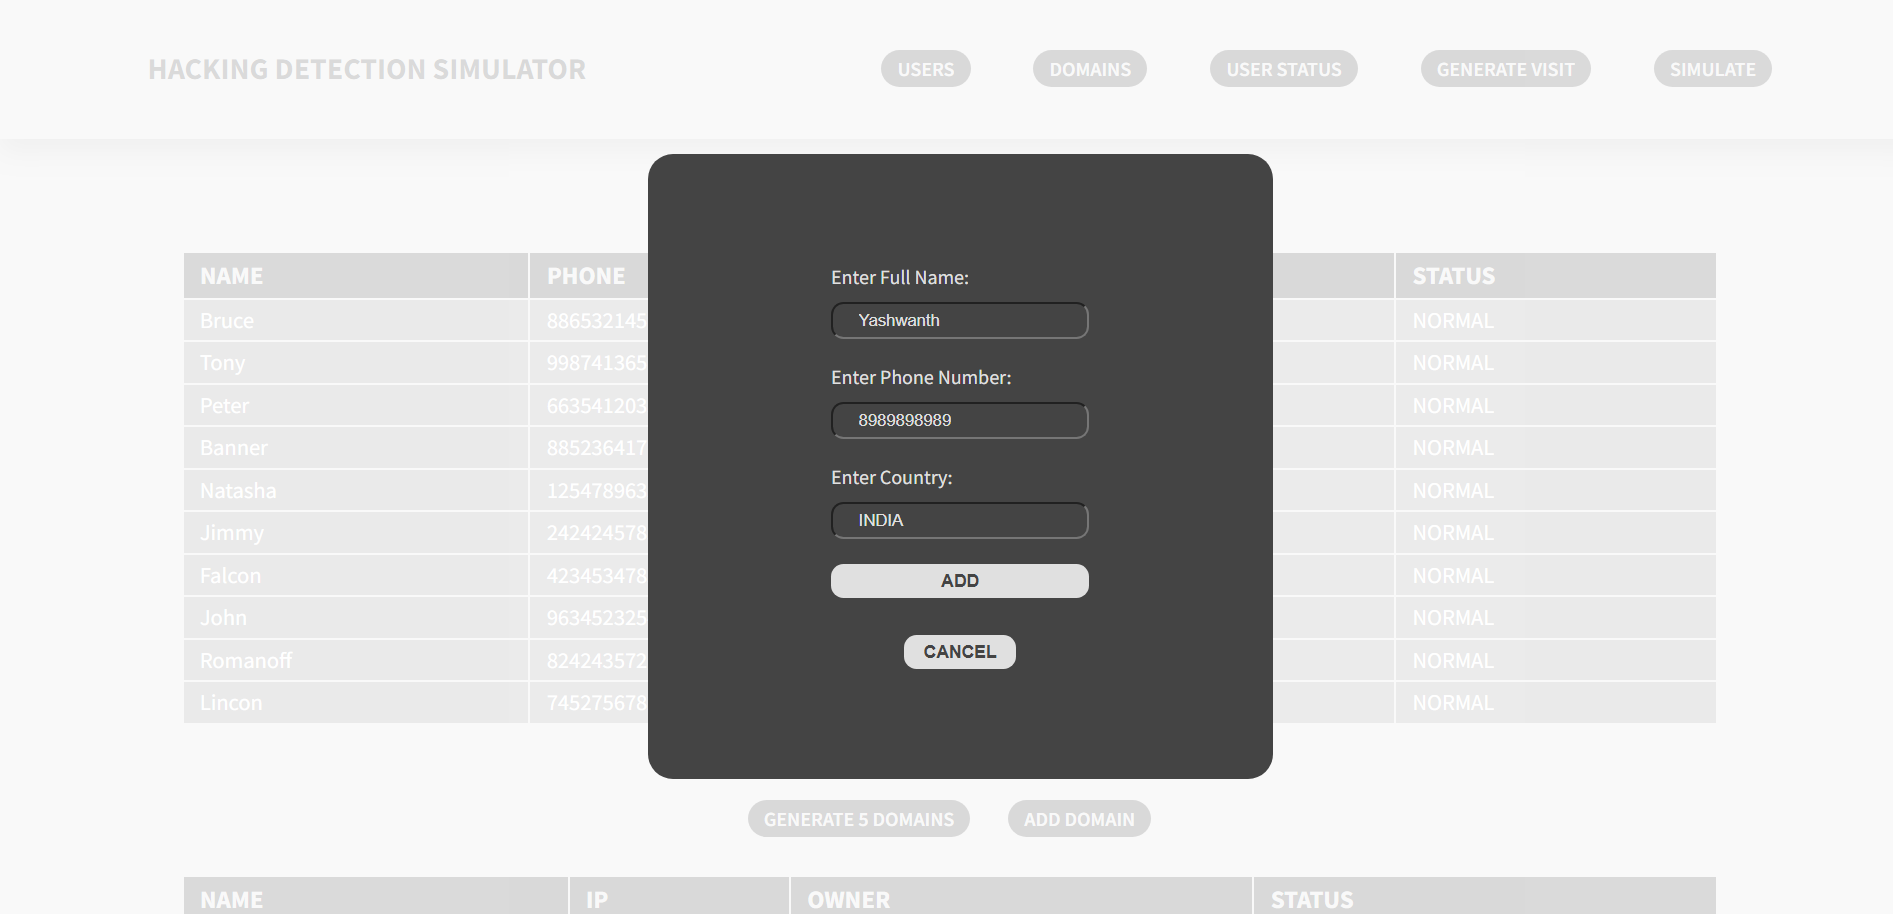 HACKING DETECTION SIMULATOR USERS DOMAINS USER STATUS GENERATE VISIT SIMULATE
NAME PHONE STATUS
Bruce 886532145 NORMAL
Tony 998741365 NORMAL
Peter 663541203 NORMAL
Banner 885236417 NORMAL
Natasha 125478963 NORMAL
Jimmy 242424578 NORMAL
Falcon 423453478 NORMAL
John 963452325 NORMAL
Romanoff 824243572 NORMAL
Lincon 745275678 NORMAL
Enter Full Name:
Yashwanth
Enter Phone Number:
8989898989
Enter Country:
INDIA
ADD
CANCEL
GENERATE 5 DOMAINS ADD DOMAIN
NAME IP OWNER STATUS